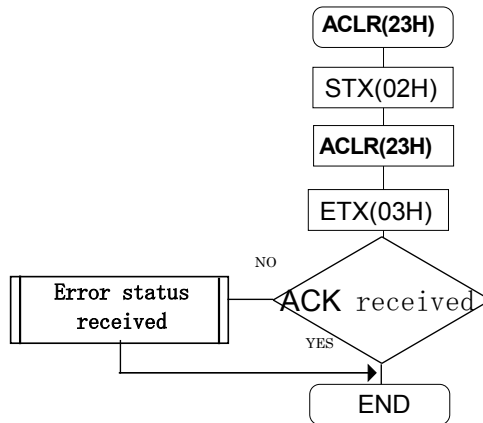 ACLR(23H)
STX(02H)
ACLR(23H)
ETX(03H)
NO
Error status
received
ACK received
YES
END